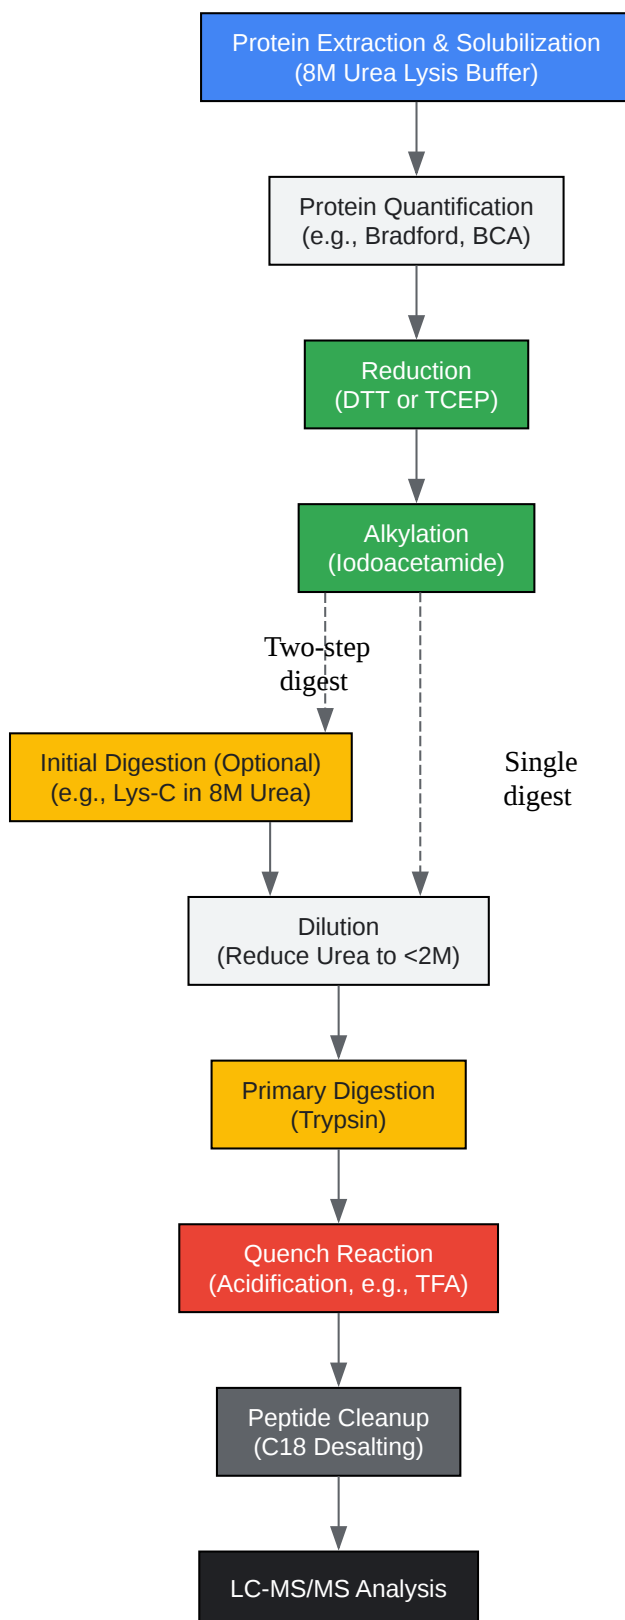 Protein Extraction & Solubilization
(8M Urea Lysis Buffer)
Protein Quantification
(e.g., Bradford, BCA)
Reduction
(DTT or TCEP)
Alkylation
(Iodoacetamide)
Two-step
digest
Initial Digestion (Optional)
(e.g., Lys-C in 8M Urea)
Single
digest
Dilution
(Reduce Urea to <2M)
Primary Digestion
(Trypsin)
Quench Reaction
(Acidification, e.g., TFA)
Peptide Cleanup
(C18 Desalting)
LC-MS/MS Analysis